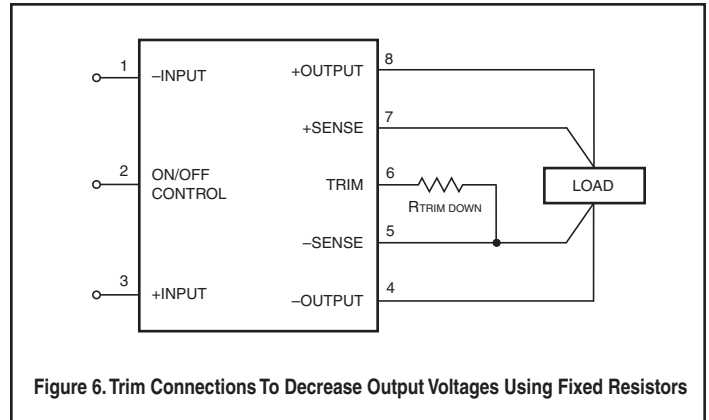 1 –INPUT +OUTPUT 8
+SENSE 7
2 ON/OFF CONTROL TRIM 6
RTRIM DOWN
LOAD
–SENSE 5
3 +INPUT –OUTPUT 4
Figure 6. Trim Connections To Decrease Output Voltages Using Fixed Resistors